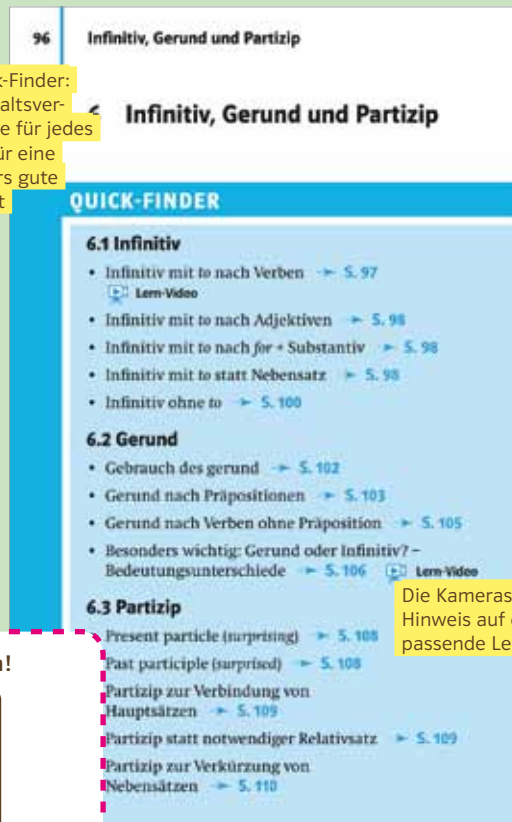 96 Infinitiv, Gerund und Partizip
k-Finder:
altsver-
e für jedes
ür eine
rs gute
t
6 Infinitiv, Gerund und Partizip
QUICK-FINDER
6.1 Infinitiv
• Infinitiv mit to nach Verben ➛ S. 97
Lern-Video
• Infinitiv mit to nach Adjektiven ➛ S. 98
• Infinitiv mit to nach for + Substantiv ➛ S. 98
• Infinitiv mit to statt Nebensatz ➛ S. 98
• Infinitiv ohne to ➛ S. 100
6.2 Gerund
• Gebrauch des gerund ➛ S. 102
• Gerund nach Präpositionen ➛ S. 103
• Gerund nach Verben ohne Präposition ➛ S. 105
• Besonders wichtig: Gerund oder Infinitiv? –
Bedeutungsunterschiede ➛ S. 106 Lern-Video
Die Kameras
Hinweis auf
passende Le
6.3 Partizip
Present particle (surprising) ➛ S. 108
Past participle (surprised) ➛ S. 108
Partizip zur Verbindung von
Hauptsätzen ➛ S. 109
Partizip statt notwendiger Relativsatz ➛ S. 109
Partizip zur Verkürzung von
Nebensätzen ➛ S. 110
!